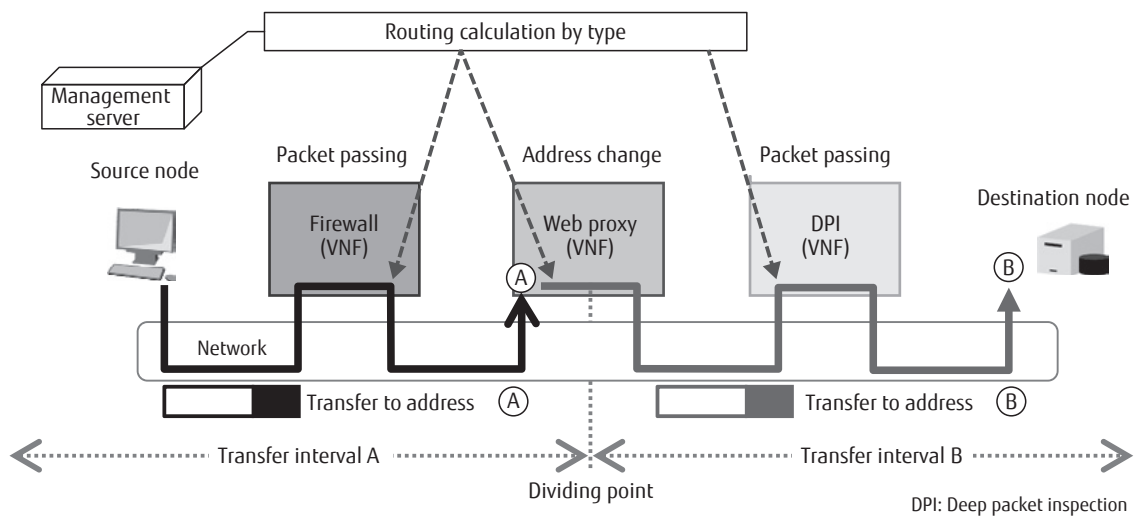 Routing calculation by type
Management
server
Source node
Packet passing
Address change
Packet passing
Destination node
Firewall
(VNF)
Web proxy
(VNF)
DPI
(VNF)
A
B
Network
Transfer to address A
Transfer to address B
Transfer interval A
Transfer interval B
Dividing point
DPI: Deep packet inspection